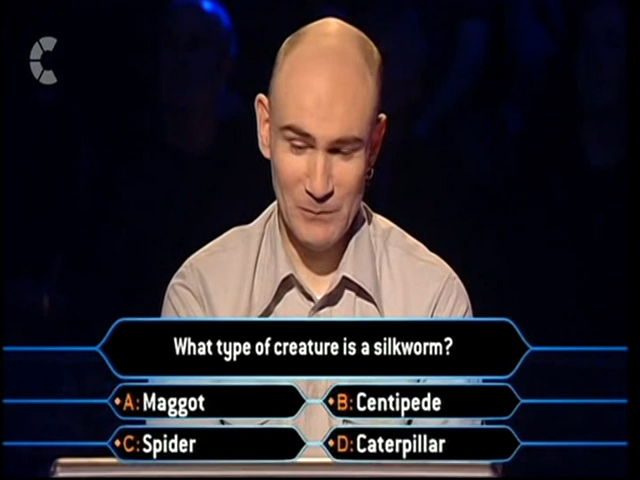 What type of creature is a silkworm?
A: Maggot
B: Centipede
C: Spider
D: Caterpillar